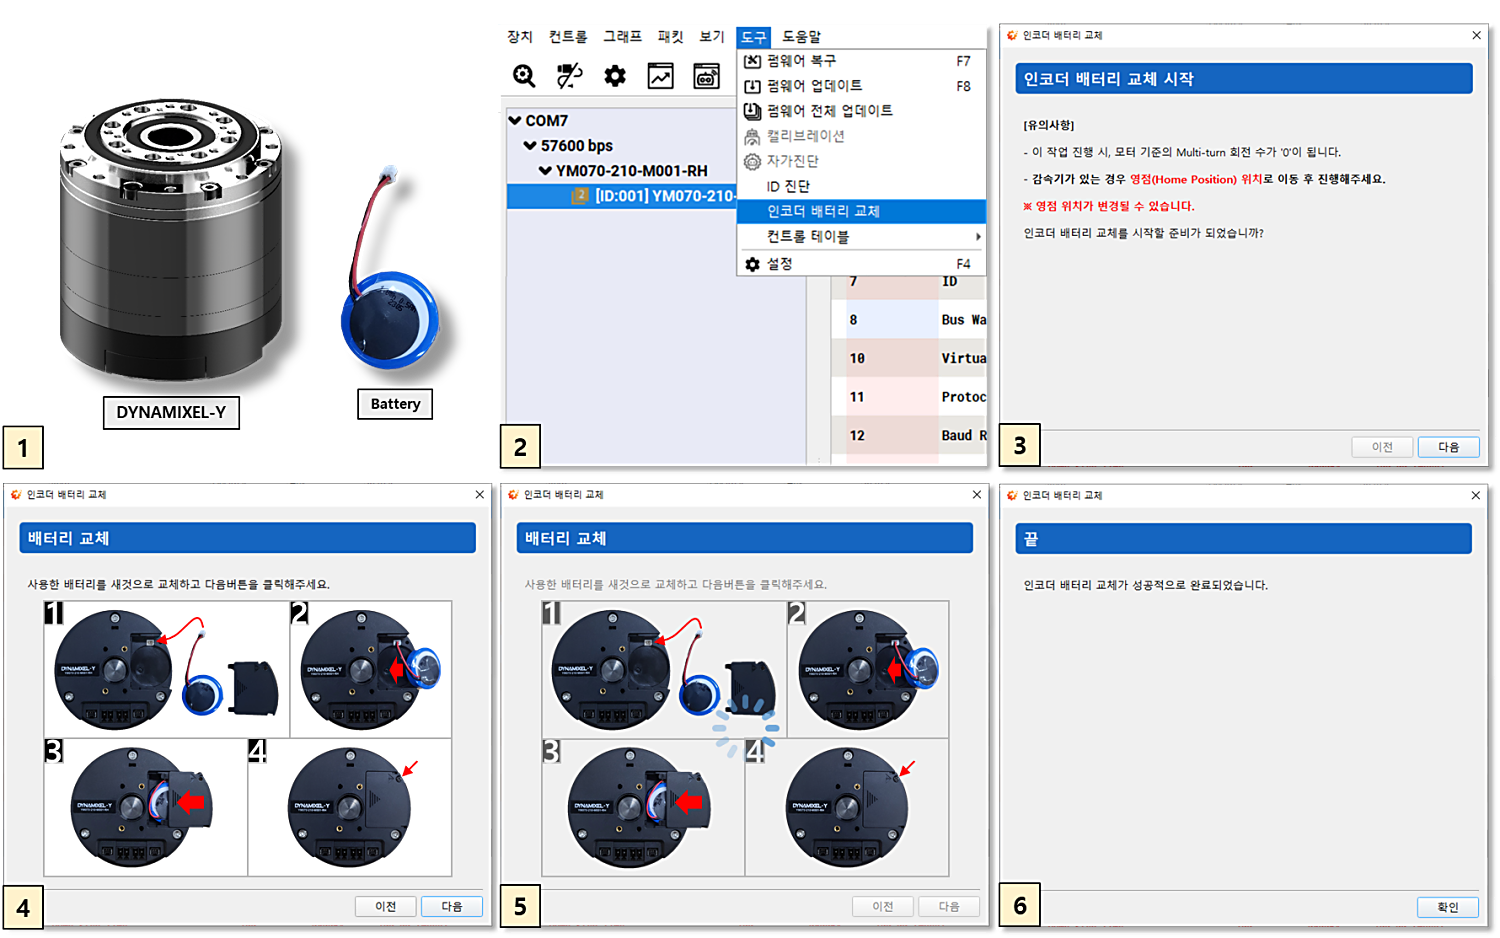 DYNAMIXEL-Y
Battery
1
장치 컨트롤 그래프 패킷 보기 도구 도움말
펌웨어 복구 F7
펌웨어 업데이트 F8
펌웨어 전체 업데이트
캘리브레이션
자가진단
ID 진단
인코더 배터리 교체
컨트롤 테이블
설정 F4
COM7
57600 bps
YM070-210-M001-RH
2 [ID:001] YM070-210-
7 ID
8 Bus Wa
10 Virtua
11 Protoc
12 Baud R
2
인코더 배터리 교체
인코더 배터리 교체 시작
[유의사항]
- 이 작업 진행 시, 모터 기준의 Multi-turn 회전 수가 '0'이 됩니다.
- 감속기가 있는 경우 영점(Home Position) 위치로 이동 후 진행해주세요.
※ 영점 위치가 변경될 수 있습니다.
인코더 배터리 교체를 시작할 준비가 되었습니까?
이전 다음
3
인코더 배터리 교체
배터리 교체
사용한 배터리를 새것으로 교체하고 다음버튼을 클릭해주세요.
1
DYNAMIXEL-Y
2
DYNAMIXEL-Y
3
DYNAMIXEL-Y
4
DYNAMIXEL-Y
이전 다음
4
인코더 배터리 교체
배터리 교체
사용한 배터리를 새것으로 교체하고 다음버튼을 클릭해주세요.
1
DYNAMIXEL-Y
2
DYNAMIXEL-Y
3
DYNAMIXEL-Y
4
DYNAMIXEL-Y
이전 다음
5
인코더 배터리 교체
끝
인코더 배터리 교체가 성공적으로 완료되었습니다.
확인
6